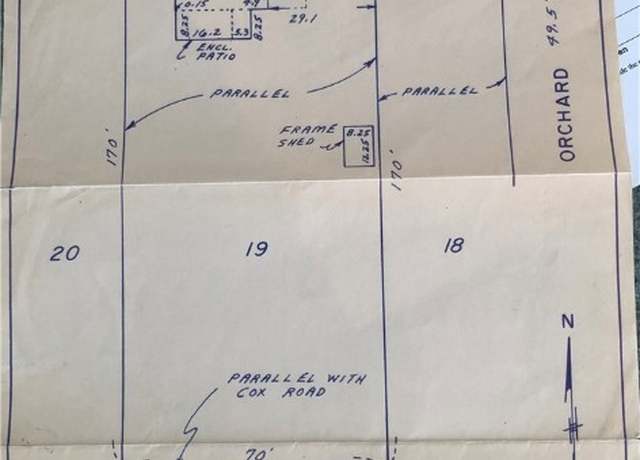 6.15
4.9
29.1
8.25
16.2
5.3
8.25
ENCL.
PATIO
49.5'
ORCHARD
PARALLEL
PARALLEL
FRAME
SHED
8.25
12.25
170'
170'
20
19
18
N
PARALLEL WITH
COX ROAD
70'